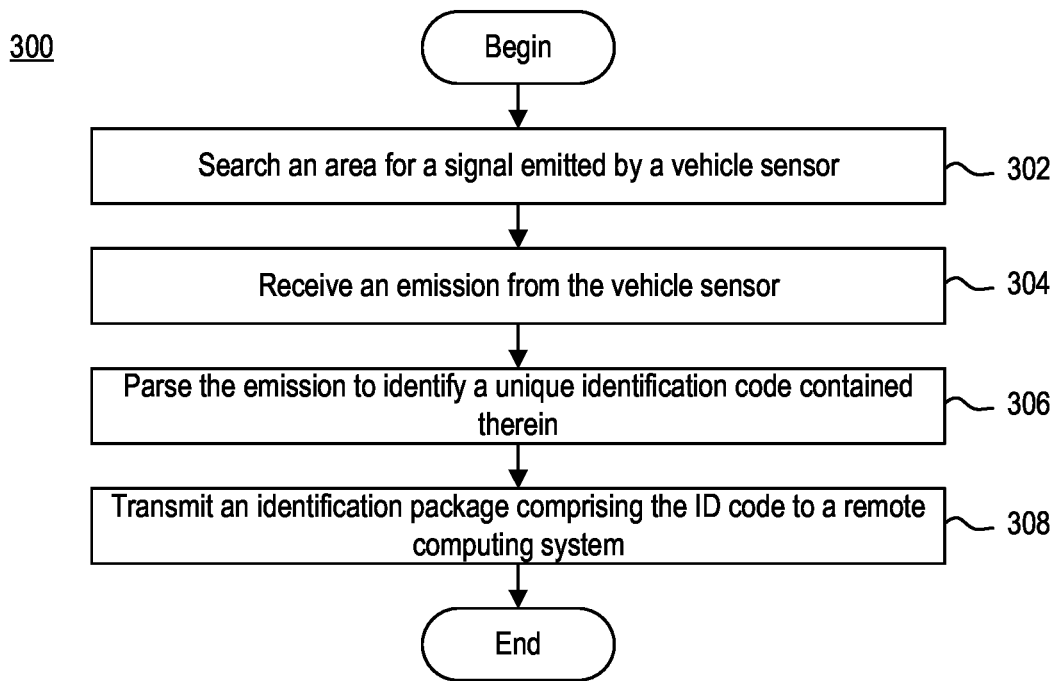 300
Begin
Search an area for a signal emitted by a vehicle sensor
302
Receive an emission from the vehicle sensor
304
Parse the emission to identify a unique identification code contained
therein
306
Transmit an identification package comprising the ID code to a remote
computing system
308
End